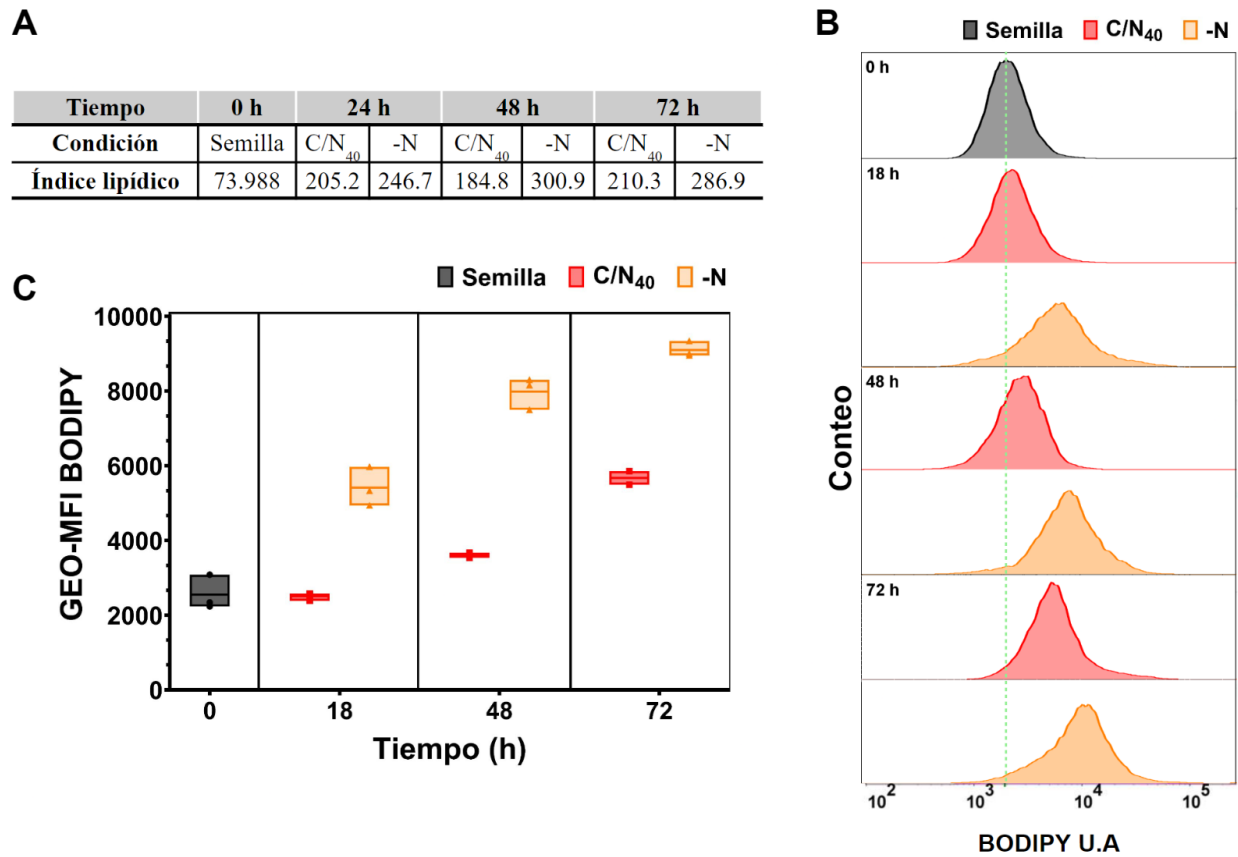 A
Tiempo 0 h 24 h 48 h 72 h
Condición Semilla C/N40 -N C/N40 -N C/N40 -N
Índice lipídico 73.988 205.2 246.7 184.8 300.9 210.3 286.9
B
Semilla C/N40 -N
0 h
18 h
48 h
72 h
Conteo
10^2 10^3 10^4 10^5
BODIPY U.A
C
Semilla C/N40 -N
10000
8000
6000
4000
2000
0
GEO-MFI BODIPY
0 18 48 72
Tiempo (h)